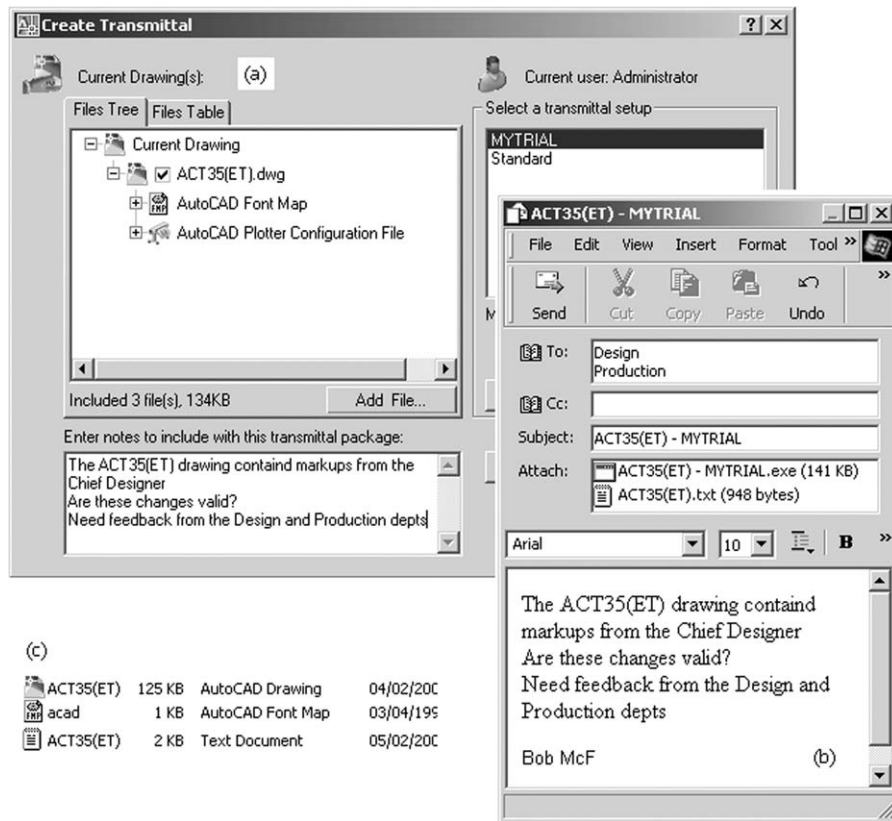 Create Transmittal
Current Drawing(s):
(a)
Current user: Administrator
Files Tree
Files Table
Current Drawing
ACT35(ET).dwg
AutoCAD Font Map
AutoCAD Plotter Configuration File
Included 3 file(s), 134KB
Add File...
Enter notes to include with this transmittal package:
The ACT35(ET) drawing containd markups from the
Chief Designer
Are these changes valid?
Need feedback from the Design and Production depts
Select a transmittal setup
MYTRIAL
Standard
M
ACT35(ET) - MYTRIAL
File Edit View Insert Format Tool »
Send Cut Copy Paste Undo »
To: Design
Production
Cc:
Subject: ACT35(ET) - MYTRIAL
Attach: ACT35(ET) - MYTRIAL.exe (141 KB)
ACT35(ET).txt (948 bytes)
Arial 10 B »
The ACT35(ET) drawing containd
markups from the Chief Designer
Are these changes valid?
Need feedback from the Design and
Production depts
Bob McF
(b)
(c)
ACT35(ET) 125 KB AutoCAD Drawing 04/02/200
acad 1 KB AutoCAD Font Map 03/04/199
ACT35(ET) 2 KB Text Document 05/02/200